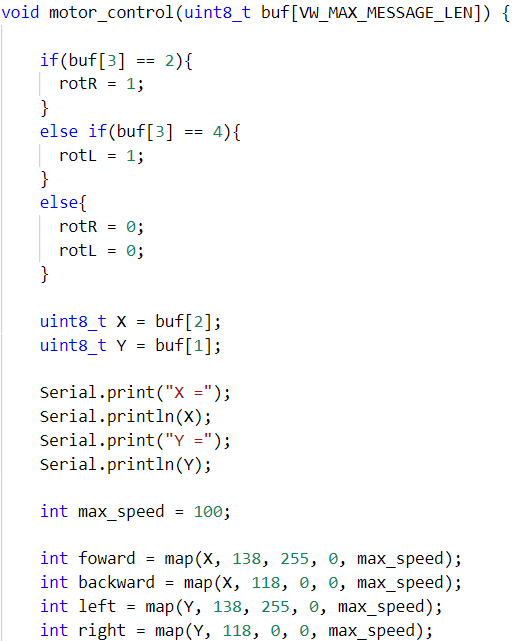 void motor_control(uint8_t buf[VW_MAX_MESSAGE_LEN]) {
if(buf[3] == 2){
rotR = 1;
}
else if(buf[3] == 4){
rotL = 1;
}
else{
rotR = 0;
rotL = 0;
}
uint8_t X = buf[2];
uint8_t Y = buf[1];
Serial.print("X =");
Serial.println(X);
Serial.print("Y =");
Serial.println(Y);
int max_speed = 100;
int foward = map(X, 138, 255, 0, max_speed);
int backward = map(X, 118, 0, 0, max_speed);
int left = map(Y, 138, 255, 0, max_speed);
int right = map(Y, 118, 0, 0, max_speed);